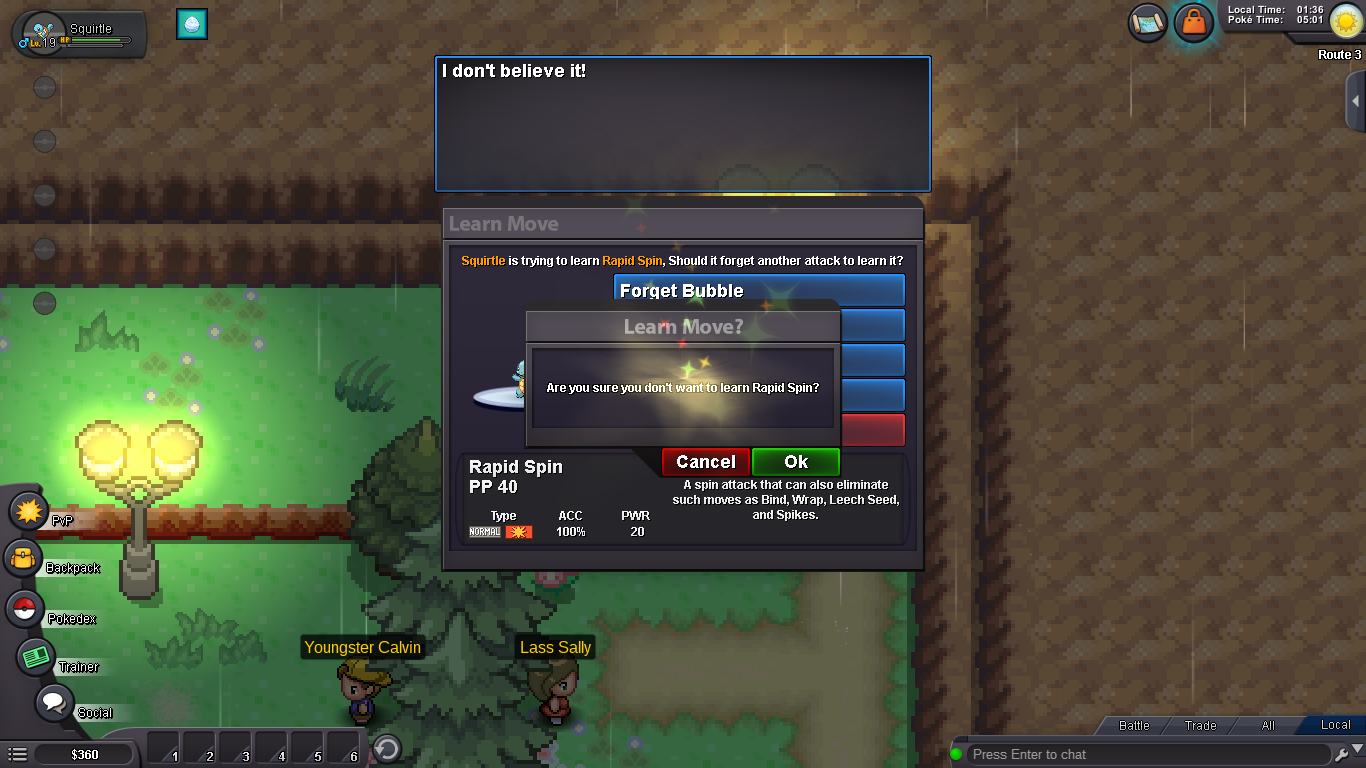 Squirtle
Lv.19 HP
Local Time: 01:36
Poké Time: 05:01
Route 3
I don't believe it!
Learn Move
Squirtle is trying to learn Rapid Spin, Should it forget another attack to learn it?
Forget Bubble
Learn Move?
Are you sure you don't want to learn Rapid Spin?
Cancel
Ok
Rapid Spin
PP 40
Type ACC PWR
NORMAL 100% 20
A spin attack that can also eliminate
such moves as Bind, Wrap, Leech Seed,
and Spikes.
PvP
Backpack
Pokedex
Trainer
Social
Youngster Calvin
Lass Sally
$360
1 2 3 4 5 6
Battle Trade All Local
Press Enter to chat